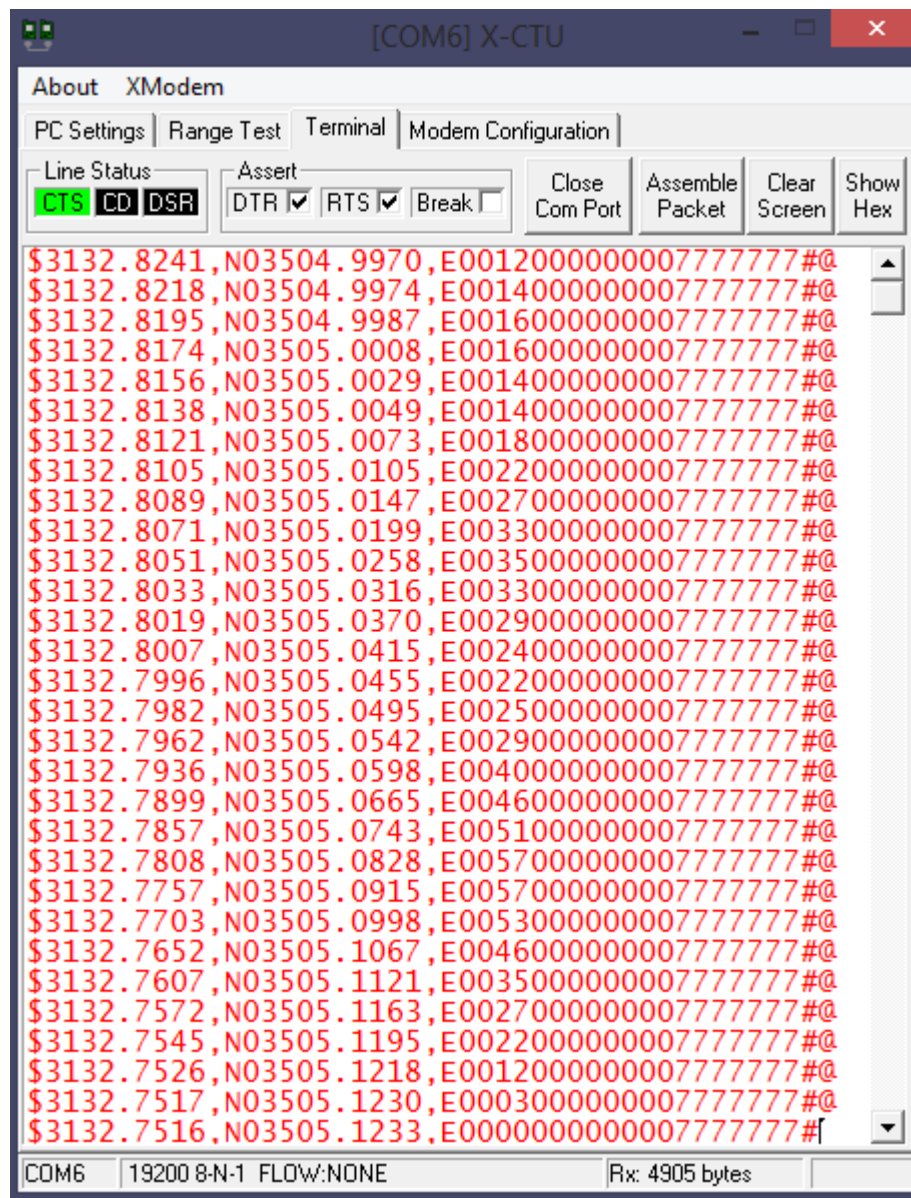 [COM6] X-CTU
About XModem
PC Settings Range Test Terminal Modem Configuration
Line Status Assert
CTS CD DSR DTR RTS Break Close Com Port Assemble Packet Clear Screen Show Hex
$3132.8241,N03504.9970,E0012000000007777777#@
$3132.8218,N03504.9974,E0014000000007777777#@
$3132.8195,N03504.9987,E0016000000007777777#@
$3132.8174,N03505.0008,E0016000000007777777#@
$3132.8156,N03505.0029,E0014000000007777777#@
$3132.8138,N03505.0049,E0014000000007777777#@
$3132.8121,N03505.0073,E0018000000007777777#@
$3132.8105,N03505.0105,E0022000000007777777#@
$3132.8089,N03505.0147,E0027000000007777777#@
$3132.8071,N03505.0199,E0033000000007777777#@
$3132.8051,N03505.0258,E0035000000007777777#@
$3132.8033,N03505.0316,E0033000000007777777#@
$3132.8019,N03505.0370,E0029000000007777777#@
$3132.8007,N03505.0415,E0024000000007777777#@
$3132.7996,N03505.0455,E0022000000007777777#@
$3132.7982,N03505.0495,E0025000000007777777#@
$3132.7962,N03505.0542,E0029000000007777777#@
$3132.7936,N03505.0598,E0040000000007777777#@
$3132.7899,N03505.0665,E0046000000007777777#@
$3132.7857,N03505.0743,E0051000000007777777#@
$3132.7808,N03505.0828,E0057000000007777777#@
$3132.7757,N03505.0915,E0057000000007777777#@
$3132.7703,N03505.0998,E0053000000007777777#@
$3132.7652,N03505.1067,E0046000000007777777#@
$3132.7607,N03505.1121,E0035000000007777777#@
$3132.7572,N03505.1163,E0027000000007777777#@
$3132.7545,N03505.1195,E0022000000007777777#@
$3132.7526,N03505.1218,E0012000000007777777#@
$3132.7517,N03505.1230,E0003000000007777777#@
$3132.7516,N03505.1233,E0000000000007777777#
COM6 19200 8-N-1 FLOW:NONE Rx: 4905 bytes